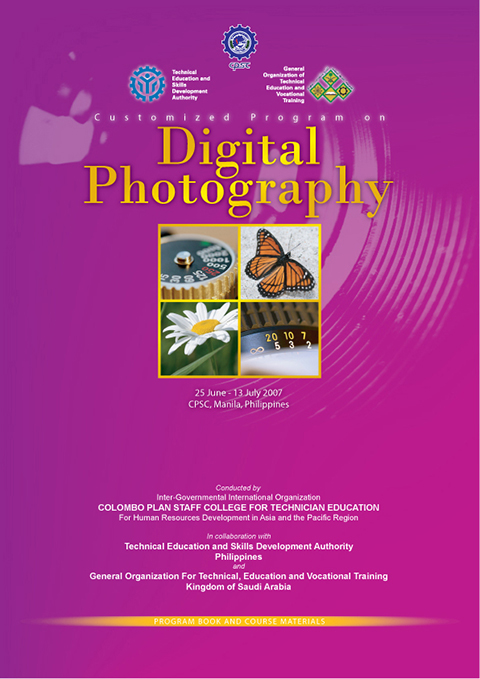 CPSC
Technical
Education and
Skills
Development
Authority
General
Organization of
Technical
Education and
Vocational
Training
Customized Program on
Digital
Photography
20 10 7
∞ 5 3 2
25 June - 13 July 2007
CPSC, Manila, Philippines
Conducted by
Inter-Governmental International Organization
COLOMBO PLAN STAFF COLLEGE FOR TECHNICIAN EDUCATION
For Human Resources Development in Asia and the Pacific Region
In collaboration with
Technical Education and Skills Development Authority
Philippines
and
General Organization For Technical, Education and Vocational Training
Kingdom of Saudi Arabia
PROGRAM BOOK AND COURSE MATERIALS